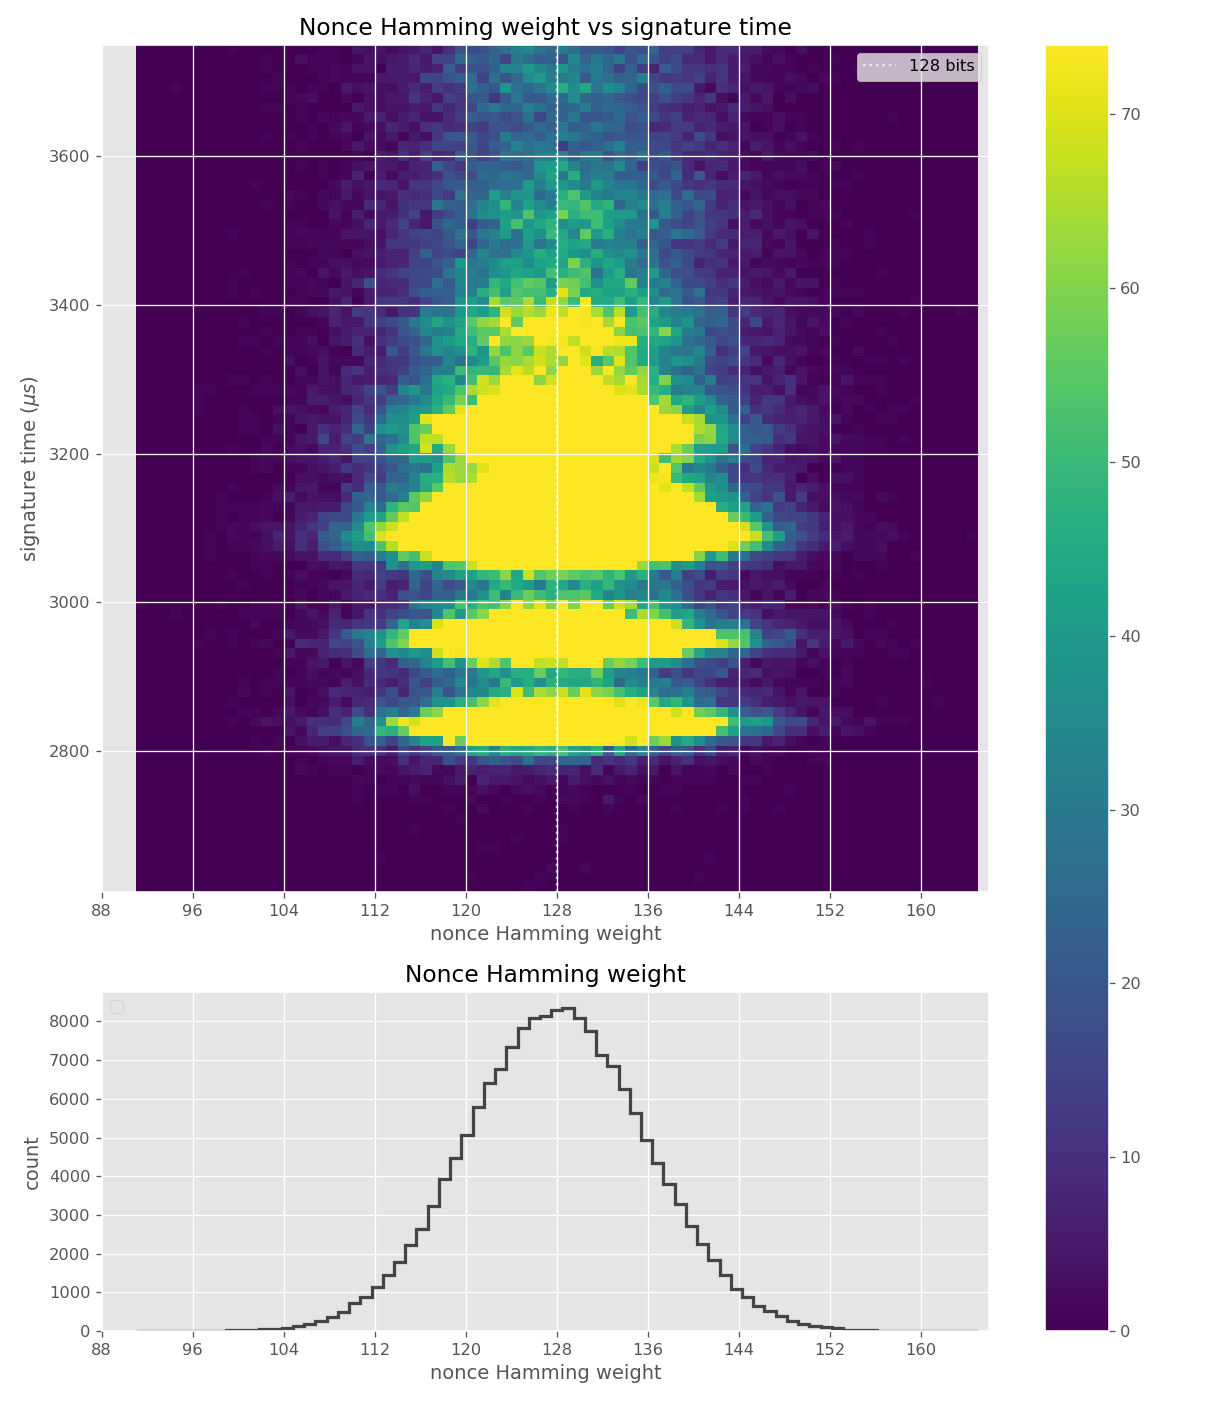 Nonce Hamming weight vs signature time
128 bits
signature time (μs)
3600
3400
3200
3000
2800
88 96 104 112 120 128 136 144 152 160
nonce Hamming weight
70
60
50
40
30
20
10
0
Nonce Hamming weight
count
8000
7000
6000
5000
4000
3000
2000
1000
0
88 96 104 112 120 128 136 144 152 160
nonce Hamming weight